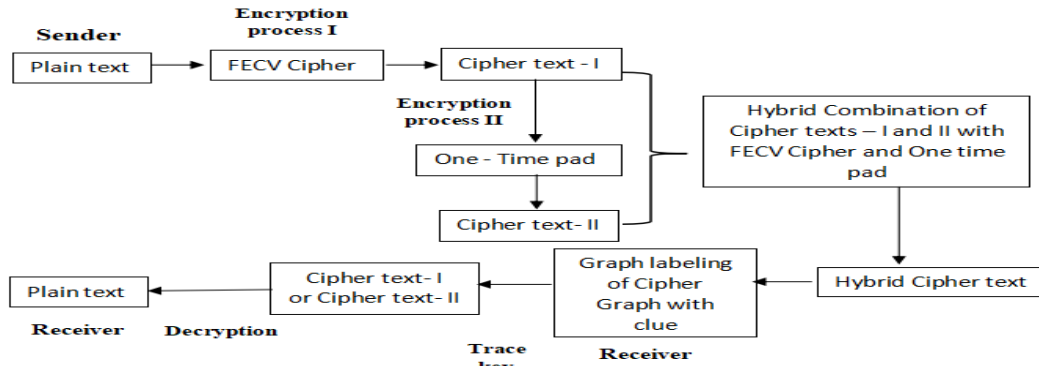 Sender
Plain text
Encryption
process I
FECV Cipher
Cipher text - I
Encryption
process II
One - Time pad
Cipher text- II
Hybrid Combination of
Cipher texts – I and II with
FECV Cipher and One time
pad
Hybrid Cipher text
Graph labeling
of Cipher
Graph with
clue
Receiver
Trace
key
Cipher text- I
or Cipher text- II
Decryption
Plain text
Receiver